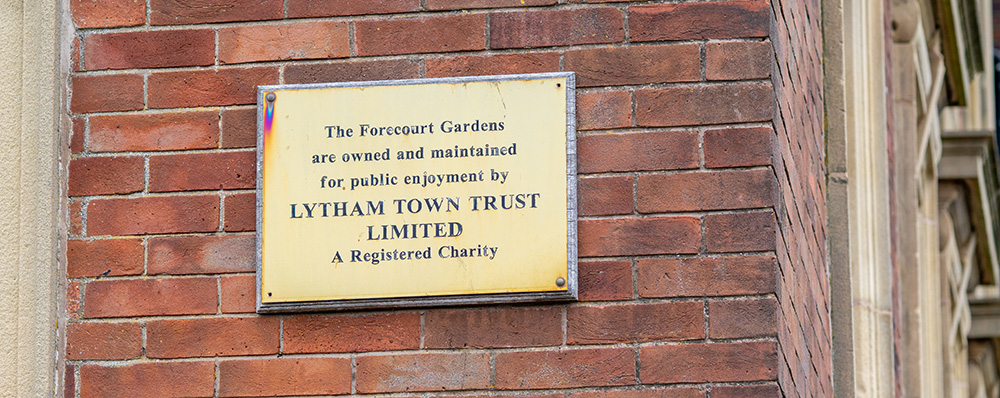 The Forecourt Gardens
are owned and maintained
for public enjoyment by
LYTHAM TOWN TRUST
LIMITED
A Registered Charity